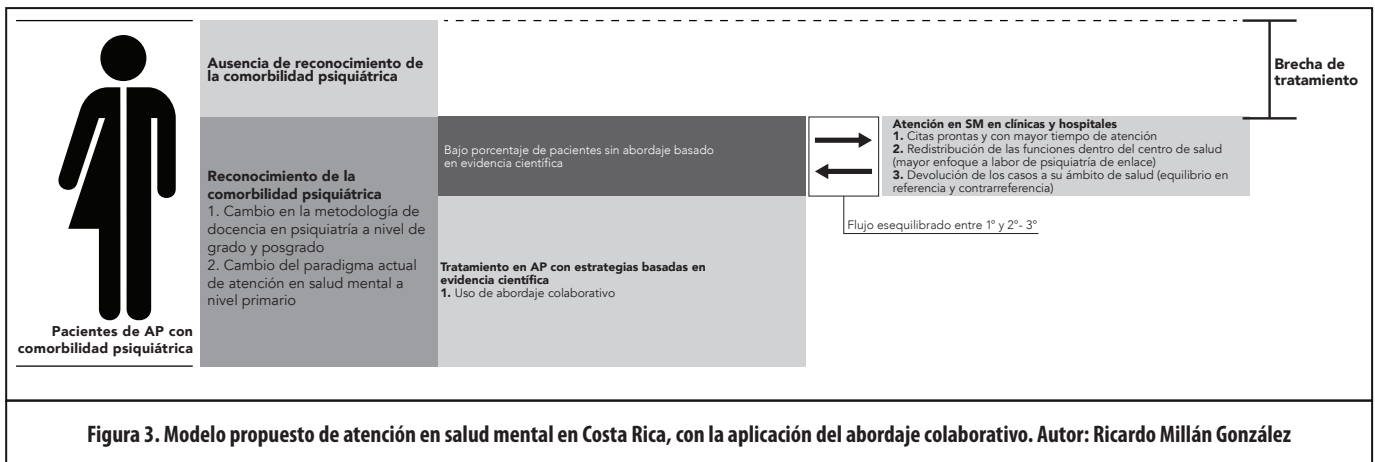 Ausencia de reconocimiento de
la comorbilidad psiquiátrica
Brecha de
tratamiento
Reconocimiento de la
comorbilidad psiquiátrica
1. Cambio en la metodología de
docencia en psiquiatría a nivel de
grado y posgrado
2. Cambio del paradigma actual
de atención en salud mental a
nivel primario
Bajo porcentaje de pacientes sin abordaje basado
en evidencia científica
Atención en SM en clínicas y hospitales
1. Citas prontas y con mayor tiempo de atención
2. Redistribución de las funciones dentro del centro de salud
(mayor enfoque a labor de psiquiatría de enlace)
3. Devolución de los casos a su ámbito de salud (equilibrio en
referencia y contrarreferencia)
Flujo esequilibrado entre 1º y 2º- 3º
Tratamiento en AP con estrategias basadas en
evidencia científica
1. Uso de abordaje colaborativo
Pacientes de AP con
comorbilidad psiquiátrica
Figura 3. Modelo propuesto de atención en salud mental en Costa Rica, con la aplicación del abordaje colaborativo. Autor: Ricardo Millán González